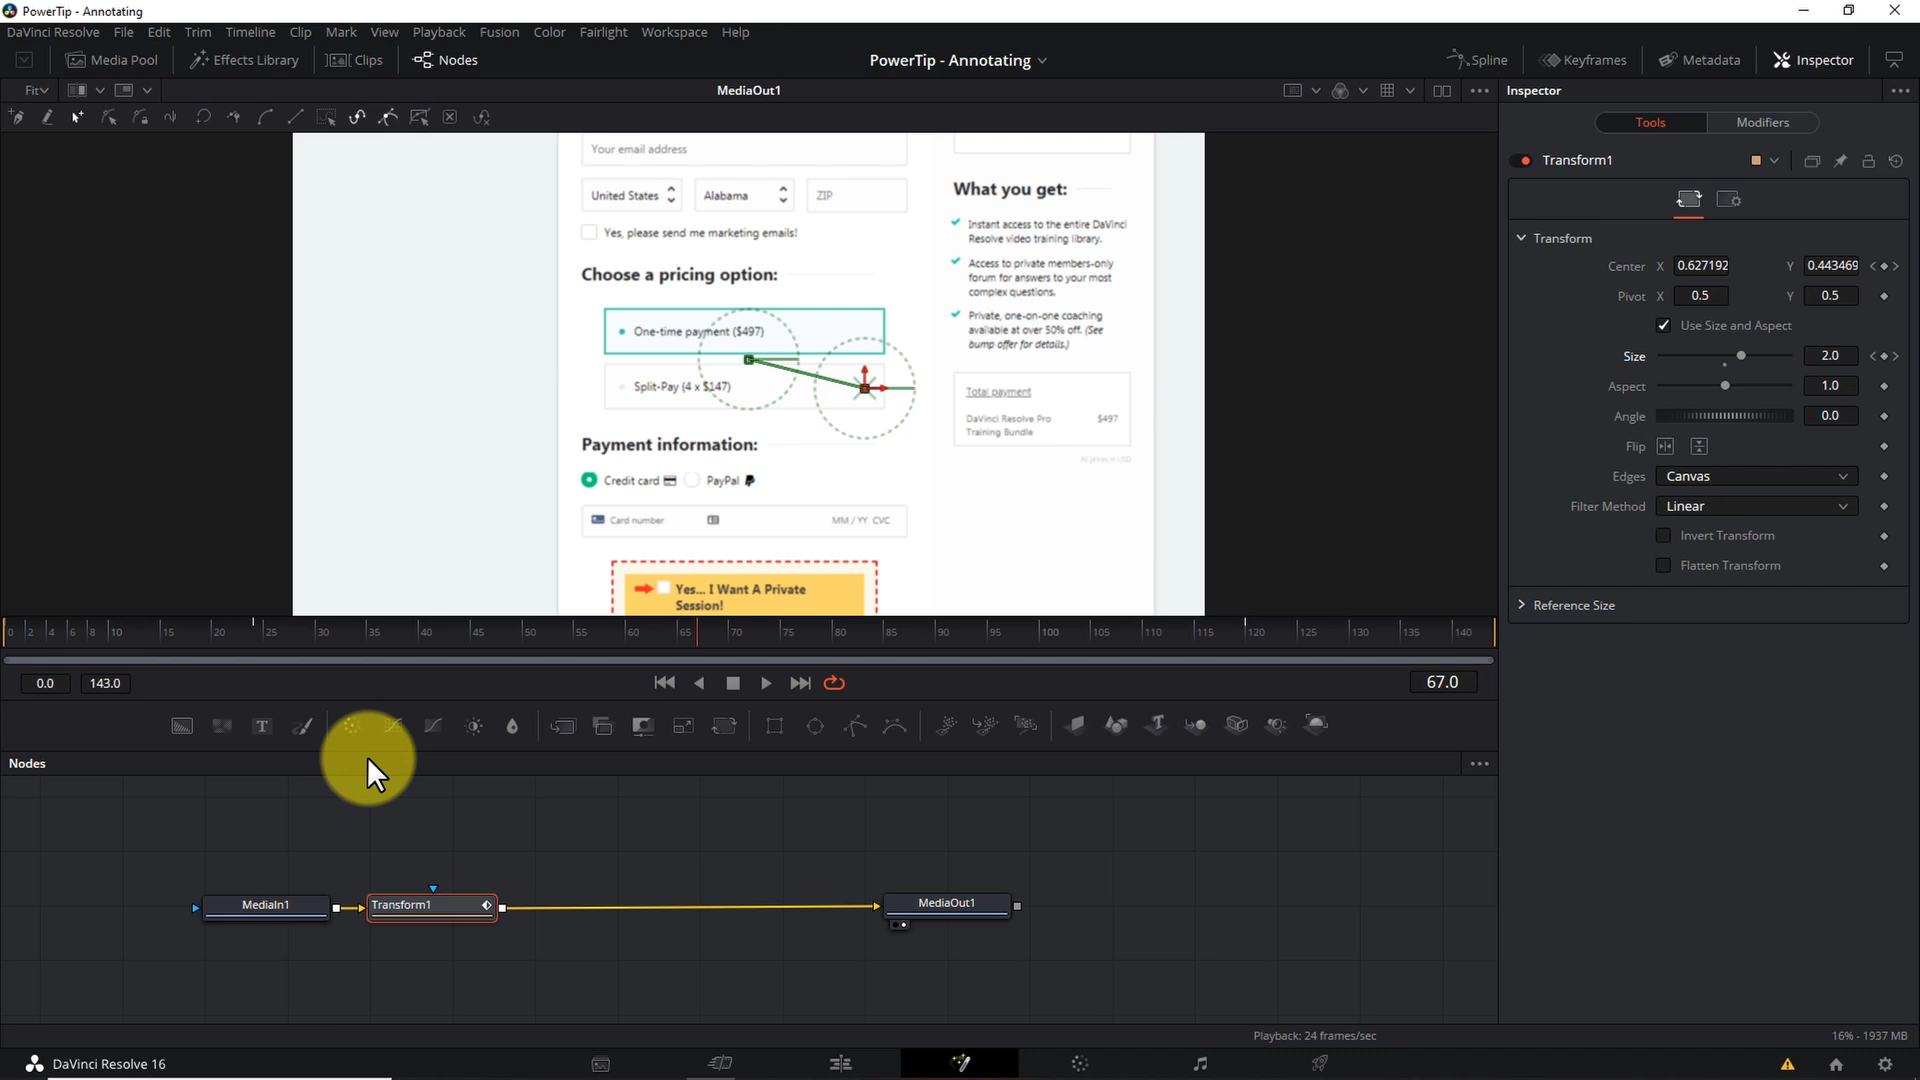 PowerTip - Annotating
DaVinci Resolve File Edit Trim Timeline Clip Mark View Playback Fusion Color Fairlight Workspace Help
Media Pool Effects Library Clips Nodes PowerTip - Annotating Spline Keyframes Metadata Inspector
Fit MediaOut1 Inspector
Tools Modifiers
Transform1
Transform
Center X 0.627192 Y 0.443469
Pivot X 0.5 Y 0.5
Use Size and Aspect
Size 2.0
Aspect 1.0
Angle 0.0
Flip
Edges Canvas
Filter Method Linear
Invert Transform
Flatten Transform
Reference Size
Your email address
United States Alabama ZIP
Yes, please send me marketing emails!
Choose a pricing option:
One-time payment ($497)
Split-Pay (4 x $147)
Payment information:
Credit card PayPal
Card number MM / YY CVC
Yes... I Want A Private
Session!
What you get:
Instant access to the entire DaVinci
Resolve video training library.
Access to private members-only
forum for answers to your most
complex questions.
Private, one-on-one coaching
available at over 50% off. (See
bump offer for details.)
Total payment
DaVinci Resolve Pro $497
Training Bundle
All prices in USD
0 2 4 6 8 10 15 20 25 30 35 40 45 50 55 60 65 70 75 80 85 90 95 100 105 110 115 120 125 130 135 140
0.0 143.0 67.0
T
Nodes
MediaIn1 Transform1 MediaOut1
Playback: 24 frames/sec 16% - 1937 MB
DaVinci Resolve 16